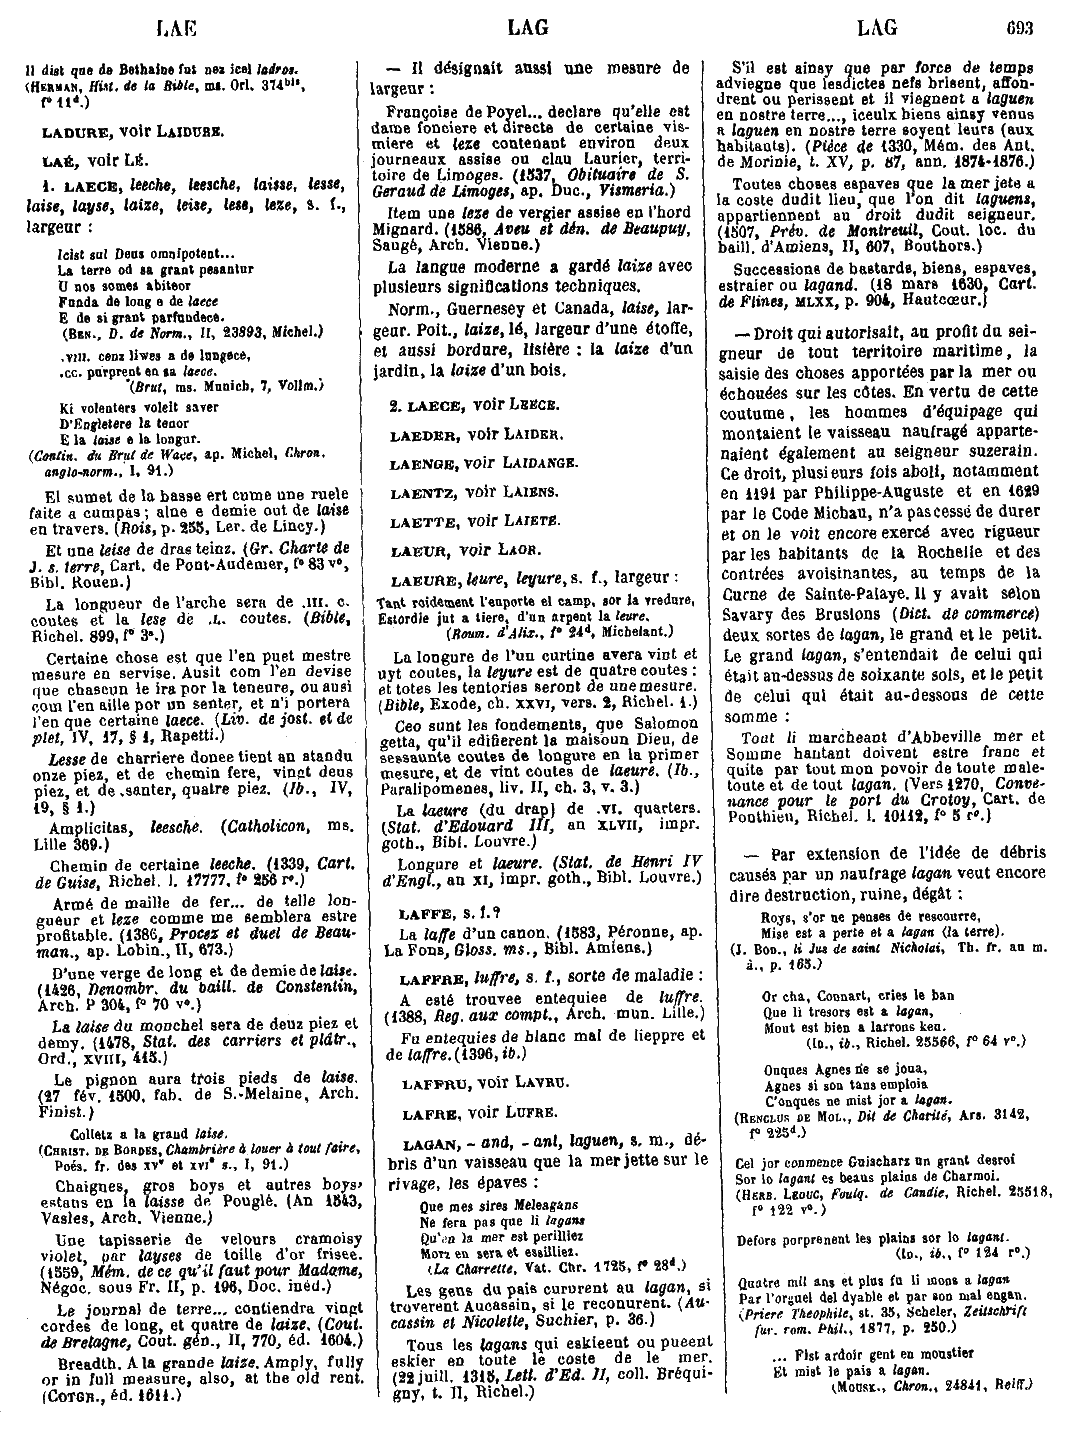 LAE
LAG
LAG
693
Il dist que de Bethaine fut nez icel ladros.
(HERMAN, Hist. de la Bible, ms. Orl. 374bis,
f° 11d.)
LADURE, voir LAIDURE.
LAÉ, voir LÉ.
1. LAECE, leeche, leesche, laisse, lesse,
laise, layse, laize, leise, lese, leze, s. f.,
largeur :
Icist sul Deus omnipotent...
La terre od sa grant pesantur
U nos somes abiteor
Funda de long e de laece
E de si grant parfundece.
(BEN., D. de Norm., II, 23893, Michel.)
.VIII. cenz liwes a de lungece,
.CC. purprent en sa laece.
(Brut, ms. Munich, 7, Vollm.)
Ki volenters voleit saver
D'Engletere la tenor
E la laise e la longur.
(Contin. du Brut de Wace, ap. Michel, Chron.
anglo-norm., I, 91.)
El sumet de la basse ert cume une ruele
faite a cumpas ; alne e demie out de laise
en travers. (Rois, p. 255, Ler. de Lincy.)
Et une leise de dras teinz. (Gr. Charte de
J. s. terre, Cart. de Pont-Audemer, f° 83 v°,
Bibl. Rouen.)
La longueur de l'arche sera de .III. c.
coutes et la lese de .L. coutes. (Bible,
Richel. 899, f° 3a.)
Certaine chose est que l'en puet mestre
mesure en servise. Ausit com l'en devise
que chascun le ira por la teneure, ou ausi
com l'en aille por un senter, et n'i portera
l'en que certaine laece. (Liv. de jost. et de
plet, IV, 17, § 1, Rapetti.)
Lesse de charriere donee tient an standu
onze piez, et de chemin fere, vingt deus
piez, et de santer, quatre piez. (Ib., IV,
19, § 1.)
Amplicitas, leesche. (Catholicon, ms.
Lille 369.)
Chemin de certaine leeche. (1339, Cart.
de Guise, Richel. l. 17777, f° 256 r°.)
Armé de maille de fer... de telle lon-
gueur et leze comme me semblera estre
profitable. (1386, Procez et duel de Beau-
man., ap. Lobin., II, 673.)
D'une verge de long et de demie de laise.
(1426, Denombr. du baill. de Constentin,
Arch. P 304, f° 70 v°.)
La laise du monchel sera de deuz piez et
demy. (1478, Stat. des carriers et plâtr.,
Ord., XVIII, 415.)
Le pignon aura trois pieds de laise.
(27 fév. 1500, fab. de S.-Melaine, Arch.
Finist.)
Colletz a la grand laise.
(CHRIST. DE BORDES, Chambrière à louer à tout faire,
Poés. fr. des XVe et XVIe s., I, 91.)
Chaignes, gros boys et autres boys,
estans en la laisse de Pouglé. (An 1543,
Vasles, Arch. Vienne.)
Une tapisserie de velours cramoisy
violet, par layses de toille d'or frisee.
(1559, Mém. de ce qu'il faut pour Madame,
Négoc. sous Fr. II, p. 196, Doc. inéd.)
Le journal de terre... contiendra vingt
cordes de long, et quatre de laize. (Cout.
de Bretagne, Cout. gén., II, 770, éd. 1604.)
Breadth. A la grande laize. Amply, fully
or in full measure, also, at the old rent.
(COTGR., éd. 1611.)
— Il désignait aussi une mesure de
largeur :
Françoise de Poyel... declare qu'elle est
dame fonciere et directe de certaine vis-
miere et leze contenant environ deux
journeaux assise ou clau Laurier, terri-
toire de Limoges. (1537, Obituaire de S.
Geraud de Limoges, ap. Duc., Vismeria.)
Item une leze de vergier assise en l'hord
Mignard. (1586, Aveu et dén. de Beaupuy,
Saugé, Arch. Vienne.)
La langue moderne a gardé laize avec
plusieurs significations techniques.
Norm., Guernesey et Canada, laise, lar-
geur. Poit., laize, lé, largeur d'une étoffe,
et aussi bordure, lisière : la laize d'un
jardin, la laize d'un bois.
2. LAECE, voir LEECE.
LAEDER, voir LAIDER.
LAENGE, voir LAIDANGE.
LAENTZ, voir LAIENS.
LAETTE, voir LAIETE.
LAEUR, voir LAOR.
LAEURE, leure, leyure, s. f., largeur :
Tant roidement l'enporte el camp, sor la vredure,
Estordie jut a tiere, d'un arpent la leure.
(Roum. d'Alix., f° 24d, Michelant.)
La longure de l'un curtine avera vint et
uyt coutes, la leyure est de quatre coutes :
et totes les tentories seront de une mesure.
(Bible, Exode, ch. XXVI, vers. 2, Richel. 1.)
Ceo sunt les fondements, que Salomon
getta, qu'il edifierent la maisoun Dieu, de
sessaunte coutes de longure en la primer
mesure, et de vint coutes de laeure. (Ib.,
Paralipomenes, liv. II, ch. 3, v. 3.)
La laeure (du drap) de .VI. quarters.
(Stat. d'Edouard III, an XLVII, impr.
goth., Bibl. Louvre.)
Longure et laeure. (Stat. de Henri IV
d'Engl., an XI, impr. goth., Bibl. Louvre.)
LAFFE, s. f.?
La laffe d'un canon. (1583, Péronne, ap.
LA FONS, Gloss. ms., Bibl. Amiens.)
LAFFRE, luffre, s. f., sorte de maladie :
A esté trouvee entequiee de luffre.
(1388, Reg. aux compt., Arch. mun. Lille.)
Fu entequies de blanc mal de lieppre et
de laffre. (1396, ib.)
LAFFRU, voir LAVRU.
LAFRE, voir LUFRE.
LAGAN, - and, - ant, laguen, s. m., dé-
bris d'un vaisseau que la mer jette sur le
rivage, les épaves :
Que mes sires Meleagans
Ne fera pas que li lagans
Qu'en la mer est perilliez
Morz en sera et essilliez.
(La Charrette, Vat. Chr. 1725, f° 28d.)
Les gens du pais cururent au lagan, si
troverent Aucassin, si le reconurent. (Au-
cassin et Nicolette, Suchier, p. 36.)
Tous les lagans qui eskieent ou pueent
eskier en toute le coste de le mer.
(22 juill. 1315, Lett. d'Ed. II, coll. Bréqui-
gny, t. II, Richel.)
S'il est ainsy que par force de temps
adviegne que lesdictes nefs brisent, affon-
drent ou perissent et il viegnent a laguen
en nostre terre..., iceulx biens ainsy venus
a laguen en nostre terre soyent leurs (aux
habitants). (Pièce de 1330, Mém. des Ant.
de Morinie, t. XV, p. 87, ann. 1874-1876.)
Toutes choses espaves que la mer jete a
la coste dudit lieu, que l'on dit laguens,
appartiennent au droit dudit seigneur.
(1507, Prév. de Montreuil, Cout. loc. du
baill. d'Amiens, II, 607, Bouthors.)
Successions de bastards, biens, espaves,
estraier ou lagand. (18 mars 1630, Cart.
de Flines, MLXX, p. 904, Hautcœur.)
— Droit qui autorisait, au profit du sei-
gneur de tout territoire maritime, la
saisie des choses apportées par la mer ou
échouées sur les côtes. En vertu de cette
coutume, les hommes d'équipage qui
montaient le vaisseau naufragé apparte-
naient également au seigneur suzerain.
Ce droit, plusieurs fois aboli, notamment
en 1191 par Philippe-Auguste et en 1629
par le Code Michau, n'a pas cessé de durer
et on le voit encore exercé avec rigueur
par les habitants de la Rochelle et des
contrées avoisinantes, au temps de la
Curne de Sainte-Palaye. Il y avait selon
Savary des Bruslons (Dict. de commerce)
deux sortes de lagan, le grand et le petit.
Le grand lagan, s'entendait de celui qui
était au-dessus de soixante sols, et le petit
de celui qui était au-dessous de cette
somme :
Tout li marcheant d'Abbeville mer et
Somme hantant doivent estre franc et
quite par tout mon povoir de toute male-
toute et de tout lagan. (Vers 1270, Conve-
nance pour le port du Crotoy, Cart. de
Ponthieu, Richel. l. 10112, f° 5 r°.)
— Par extension de l'idée de débris
causés par un naufrage lagan veut encore
dire destruction, ruine, dégât :
Roys, s'or ne penses de rescourre,
Mise est a perte et a lagan (la terre).
(J. BOD., li Jus de saint Nicholai, Th. fr. au m.
â., p. 165.)
Or cha, Connart, cries le ban
Que li tresors est a lagan,
Mout est bien a larrons keu.
(ID., ib., Richel. 25566, f° 64 v°.)
Onques Agnes ne se joua,
Agnes si son tans emploia
C'onques ne mist jor a lagan.
(RENCLUS DE MOL., Dit de Charité, Ars. 3142,
f° 225d.)
Cel jor conmence Guischarz un grant desroi
Sor lo lagant es beaus plains de Charmoi.
(HERB. LEDUC, Foulq. de Candie, Richel. 25518,
f° 122 v°.)
Defors porprenent les plains sor lo lagant.
(ID., ib., f° 124 r°.)
Quatre mil ans et plus fu li mons a lagan
Par l'orguel del dyable et par son mal engan.
(Priere Theophile, st. 35, Scheler, Zeitschrift
fur. rom. Phil., 1877, p. 250.)
... Fist ardoir gent en moustier
Et mist le pais a lagan.
(MOUSK., Chron., 24841, Reiff.)